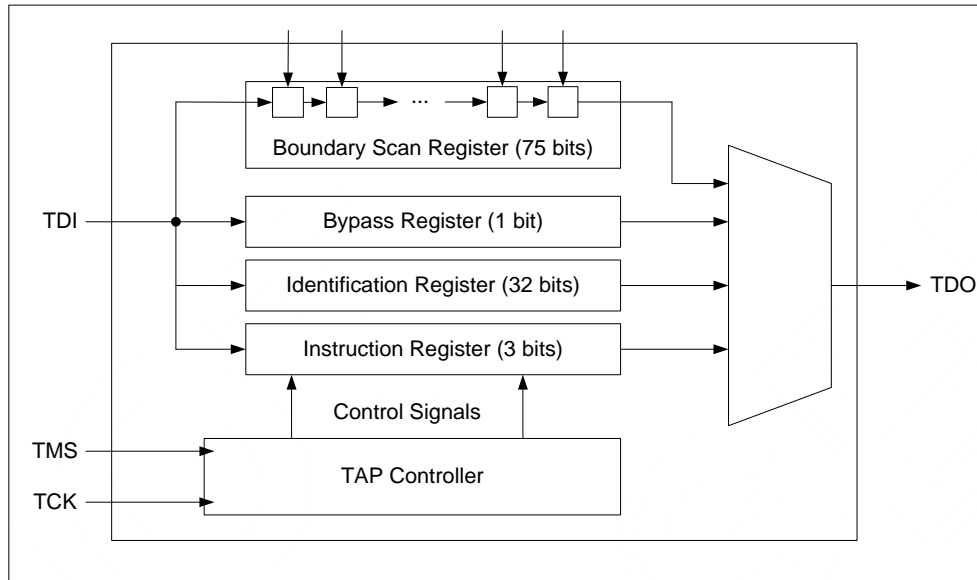 ...
Boundary Scan Register (75 bits)
TDI
Bypass Register (1 bit)
Identification Register (32 bits)
TDO
Instruction Register (3 bits)
Control Signals
TMS
TAP Controller
TCK